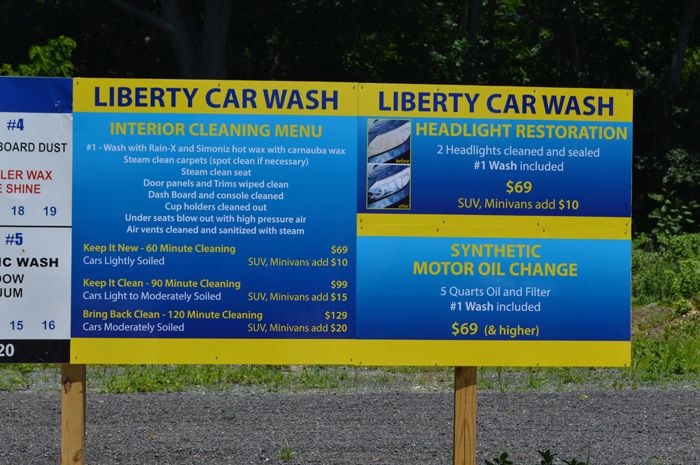 #4
BOARD DUST
LER WAX
SHINE
18 19
#5
IC WASH
OW
UM
15 16
20
LIBERTY CAR WASH
INTERIOR CLEANING MENU
#1 - Wash with Rain-X and Simoniz hot wax with carnauba wax
Steam clean carpets (spot clean if necessary)
Steam clean seat
Door panels and Trims wiped clean
Dash Board and console cleaned
Cup holders cleaned out
Under seats blow out with high pressure air
Air vents cleaned and sanitized with steam
Keep It New - 60 Minute Cleaning $69
Cars Lightly Soiled SUV, Minivans add $10
Keep It Clean - 90 Minute Cleaning $99
Cars Light to Moderately Soiled SUV, Minivans add $15
Bring Back Clean - 120 Minute Cleaning $129
Cars Moderately Soiled SUV, Minivans add $20
LIBERTY CAR WASH
HEADLIGHT RESTORATION
before
after
2 Headlights cleaned and sealed
#1 Wash included
$69
SUV, Minivans add $10
SYNTHETIC
MOTOR OIL CHANGE
5 Quarts Oil and Filter
#1 Wash included
$69 (& higher)